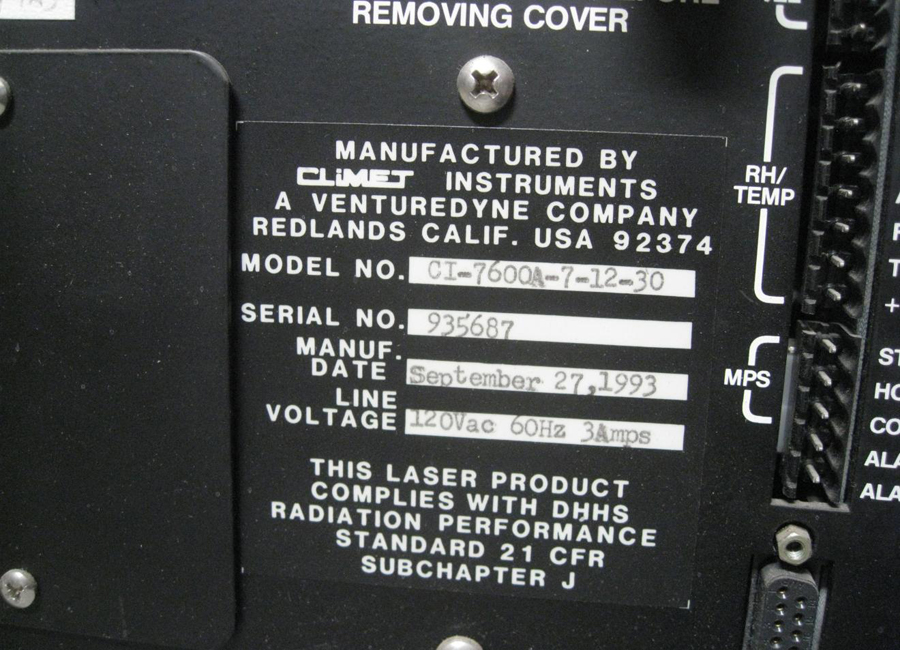 REMOVING COVER
MANUFACTURED BY
CLiMET INSTRUMENTS
A VENTUREDYNE COMPANY
REDLANDS CALIF. USA 92374
MODEL NO. CI-7600A-7-12-30
SERIAL NO. 935687
MANUF.
DATE September 27,1993
LINE
VOLTAGE 120Vac 60Hz 3Amps
THIS LASER PRODUCT
COMPLIES WITH DHHS
RADIATION PERFORMANCE
STANDARD 21 CFR
SUBCHAPTER J
RH/
TEMP
MPS